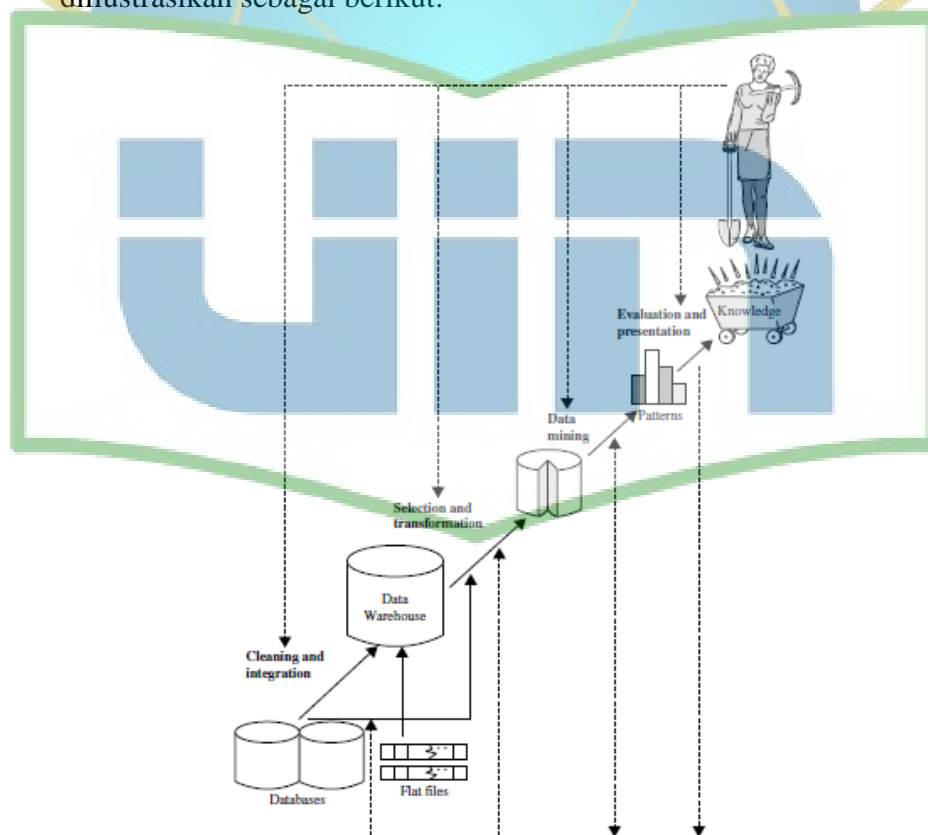 diilustrasikan sebagai berikut:
uin
Evaluation and
presentation
Knowledge
Patterns
Data
mining
Selection and
transformation
Data
Warehouse
Cleaning and
integration
Flat files
Databases